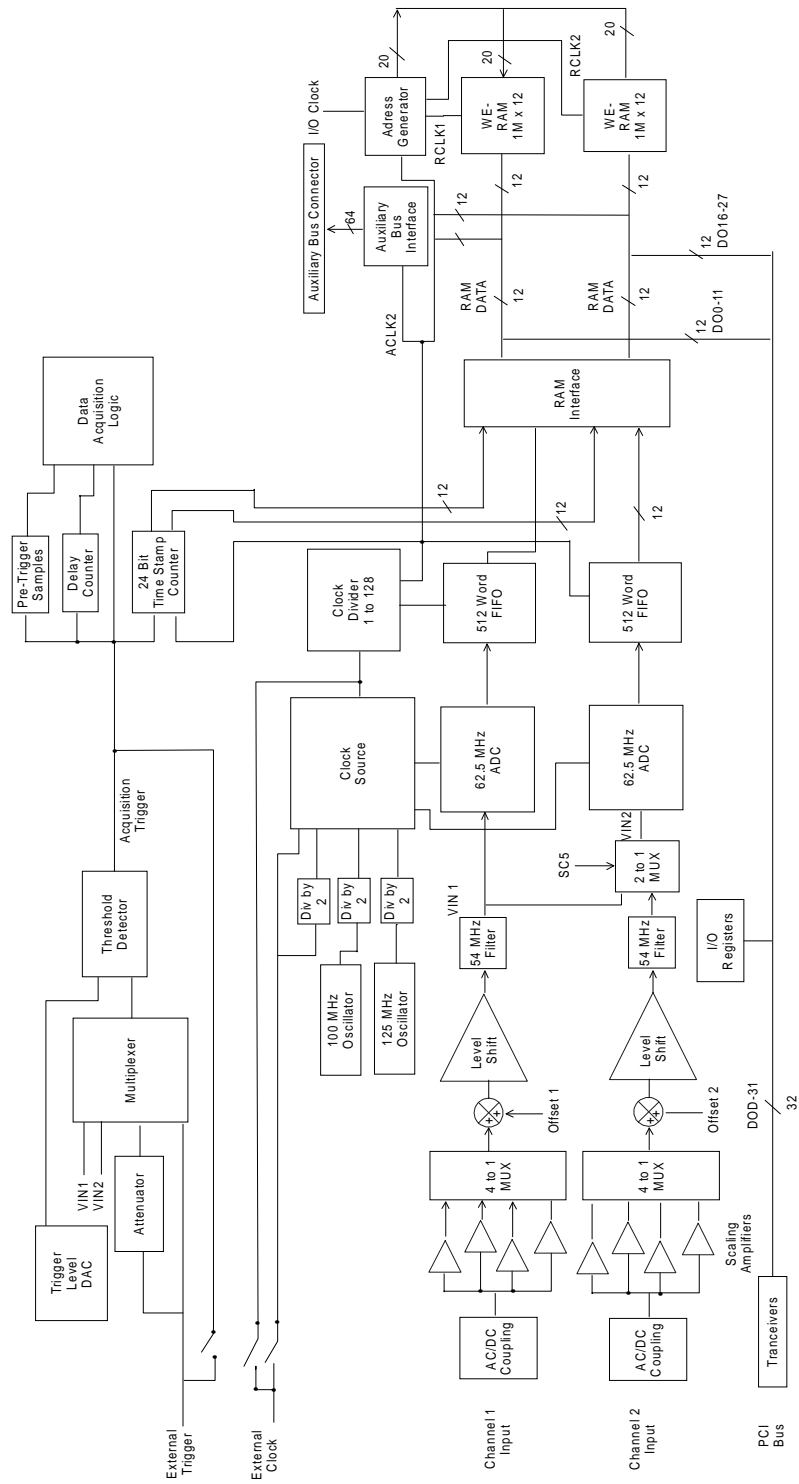 External
Trigger
Trigger
Level
DAC
VIN1
VIN2
Attenuator
Multiplexer
Threshold
Detector
Acquisition
Trigger
Pre-Trigger
Samples
Delay
Counter
24 Bit
Time Stamp
Counter
Data
Acquisition
Logic
Auxiliary Bus Connector
64
Auxiliary
Bus
Interface
I/O Clock
Adress
Generator
20
20
20
RCLK1
RCLK2
RCLK2
WE-
RAM
1M x 12
WE-
RAM
1M x 12
External
Clock
100 MHz
Oscillator
125 MHz
Oscillator
Div by
2
Div by
2
Div by
2
Clock
Source
Clock
Divider
1 to 128
ACLK2
12
12
12
12
12
12
RAM
DATA
12
RAM
DATA
12
12
DO0-11
12
DO16-27
Channel 1
Input
AC/DC
Coupling
4 to 1
MUX
Offset 1
Level
Shift
54 MHz
Filter
VIN 1
62.5 MHz
ADC
512 Word
FIFO
RAM
Interface
Channel 2
Input
AC/DC
Coupling
Scaling
Amplifiers
4 to 1
MUX
Offset 2
Level
Shift
54 MHz
Filter
SC5
2 to 1
MUX
VIN2
62.5 MHz
ADC
512 Word
FIFO
PCI
Bus
Tranceivers
DOD-31
32
I/O
Registers